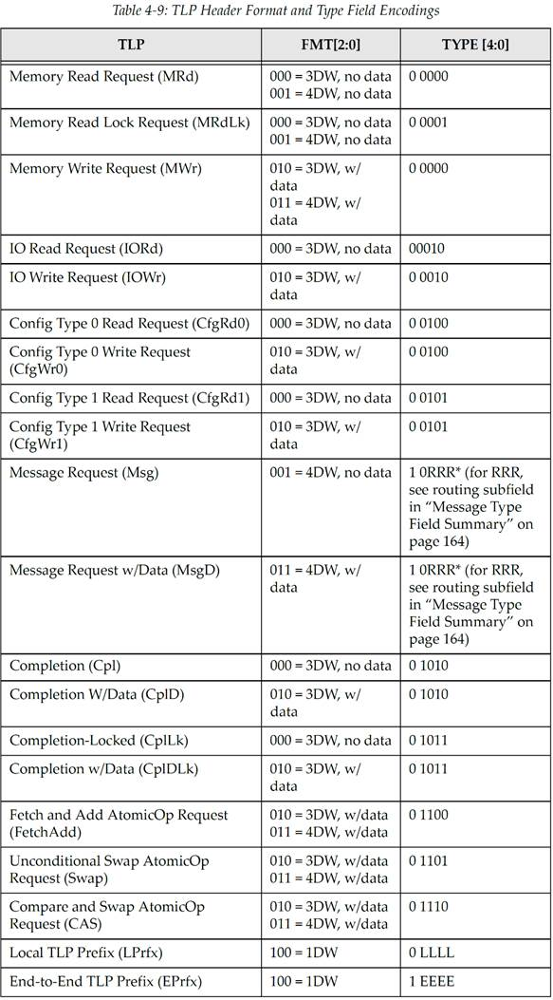 Table 4-9: TLP Header Format and Type Field Encodings
TLP FMT[2:0] TYPE [4:0]
Memory Read Request (MRd) 000 = 3DW, no data 0 0000
001 = 4DW, no data
Memory Read Lock Request (MRdLk) 000 = 3DW, no data 0 0001
001 = 4DW, no data
Memory Write Request (MWr) 010 = 3DW, w/ 0 0000
data
011 = 4DW, w/
data
IO Read Request (IORd) 000 = 3DW, no data 00010
IO Write Request (IOWr) 010 = 3DW, w/ 0 0010
data
Config Type 0 Read Request (CfgRd0) 000 = 3DW, no data 0 0100
Config Type 0 Write Request 010 = 3DW, w/ 0 0100
(CfgWr0) data
Config Type 1 Read Request (CfgRd1) 000 = 3DW, no data 0 0101
Config Type 1 Write Request 010 = 3DW, w/ 0 0101
(CfgWr1) data
Message Request (Msg) 001 = 4DW, no data 1 0RRR* (for RRR,
see routing subfield
in “Message Type
Field Summary” on
page 164)
Message Request w/Data (MsgD) 011 = 4DW, w/ 1 0RRR* (for RRR,
data see routing subfield
in “Message Type
Field Summary” on
page 164)
Completion (Cpl) 000 = 3DW, no data 0 1010
Completion W/Data (CplD) 010 = 3DW, w/ 0 1010
data
Completion-Locked (CplLk) 000 = 3DW, no data 0 1011
Completion w/Data (CplDLk) 010 = 3DW, w/ 0 1011
data
Fetch and Add AtomicOp Request 010 = 3DW, w/data 0 1100
(FetchAdd) 011 = 4DW, w/data
Unconditional Swap AtomicOp 010 = 3DW, w/data 0 1101
Request (Swap) 011 = 4DW, w/data
Compare and Swap AtomicOp 010 = 3DW, w/data 0 1110
Request (CAS) 011 = 4DW, w/data
Local TLP Prefix (LPrfx) 100 = 1DW 0 LLLL
End-to-End TLP Prefix (EPrfx) 100 = 1DW 1 EEEE